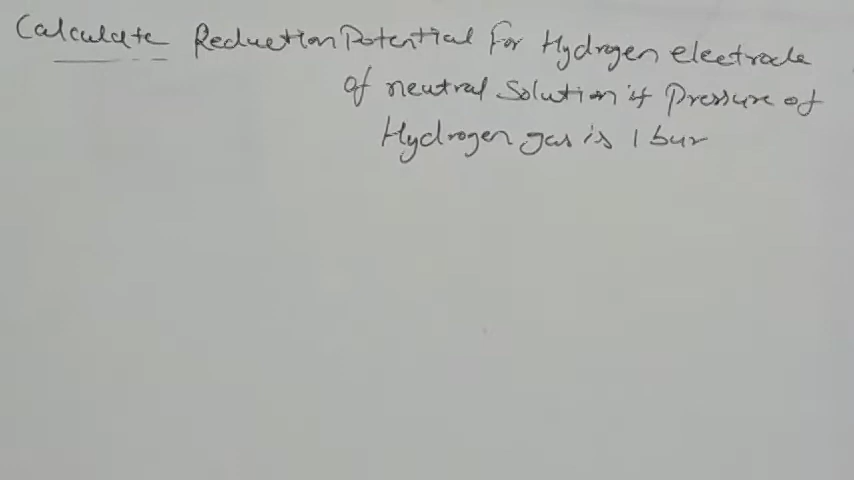 Calculate Reduction Potential for Hydrogen electrode
of neutral solution if Pressure of
Hydrogen gas is 1 bar